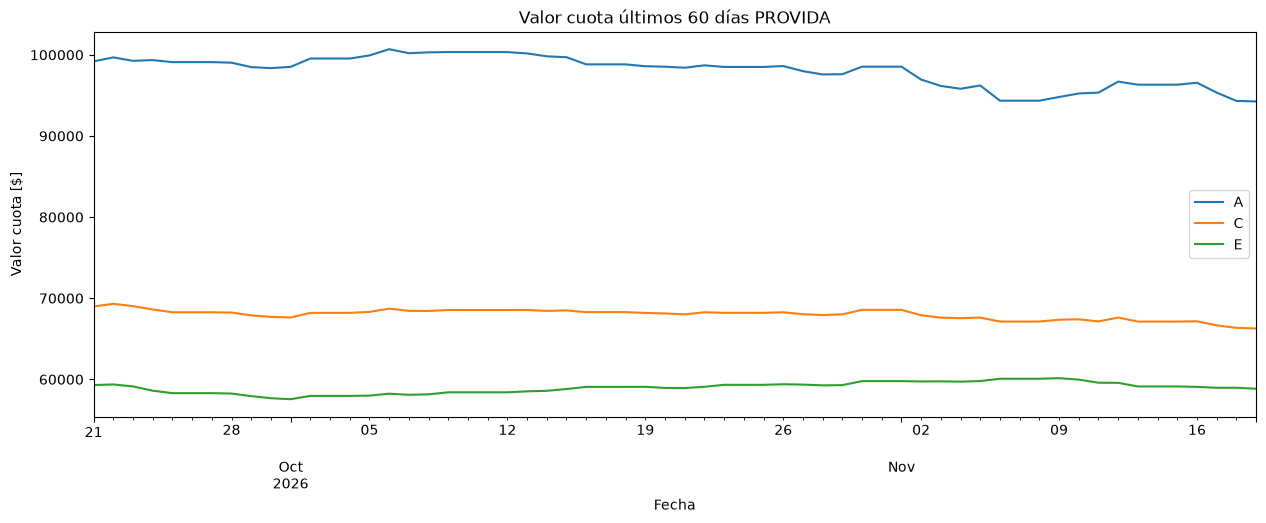 Valor cuota últimos 60 días PROVIDA
Valor cuota [$]
100000
90000
80000
70000
60000
A
C
E
21 28 05 12 19 26 02 09 16
Oct Nov
2026
Fecha